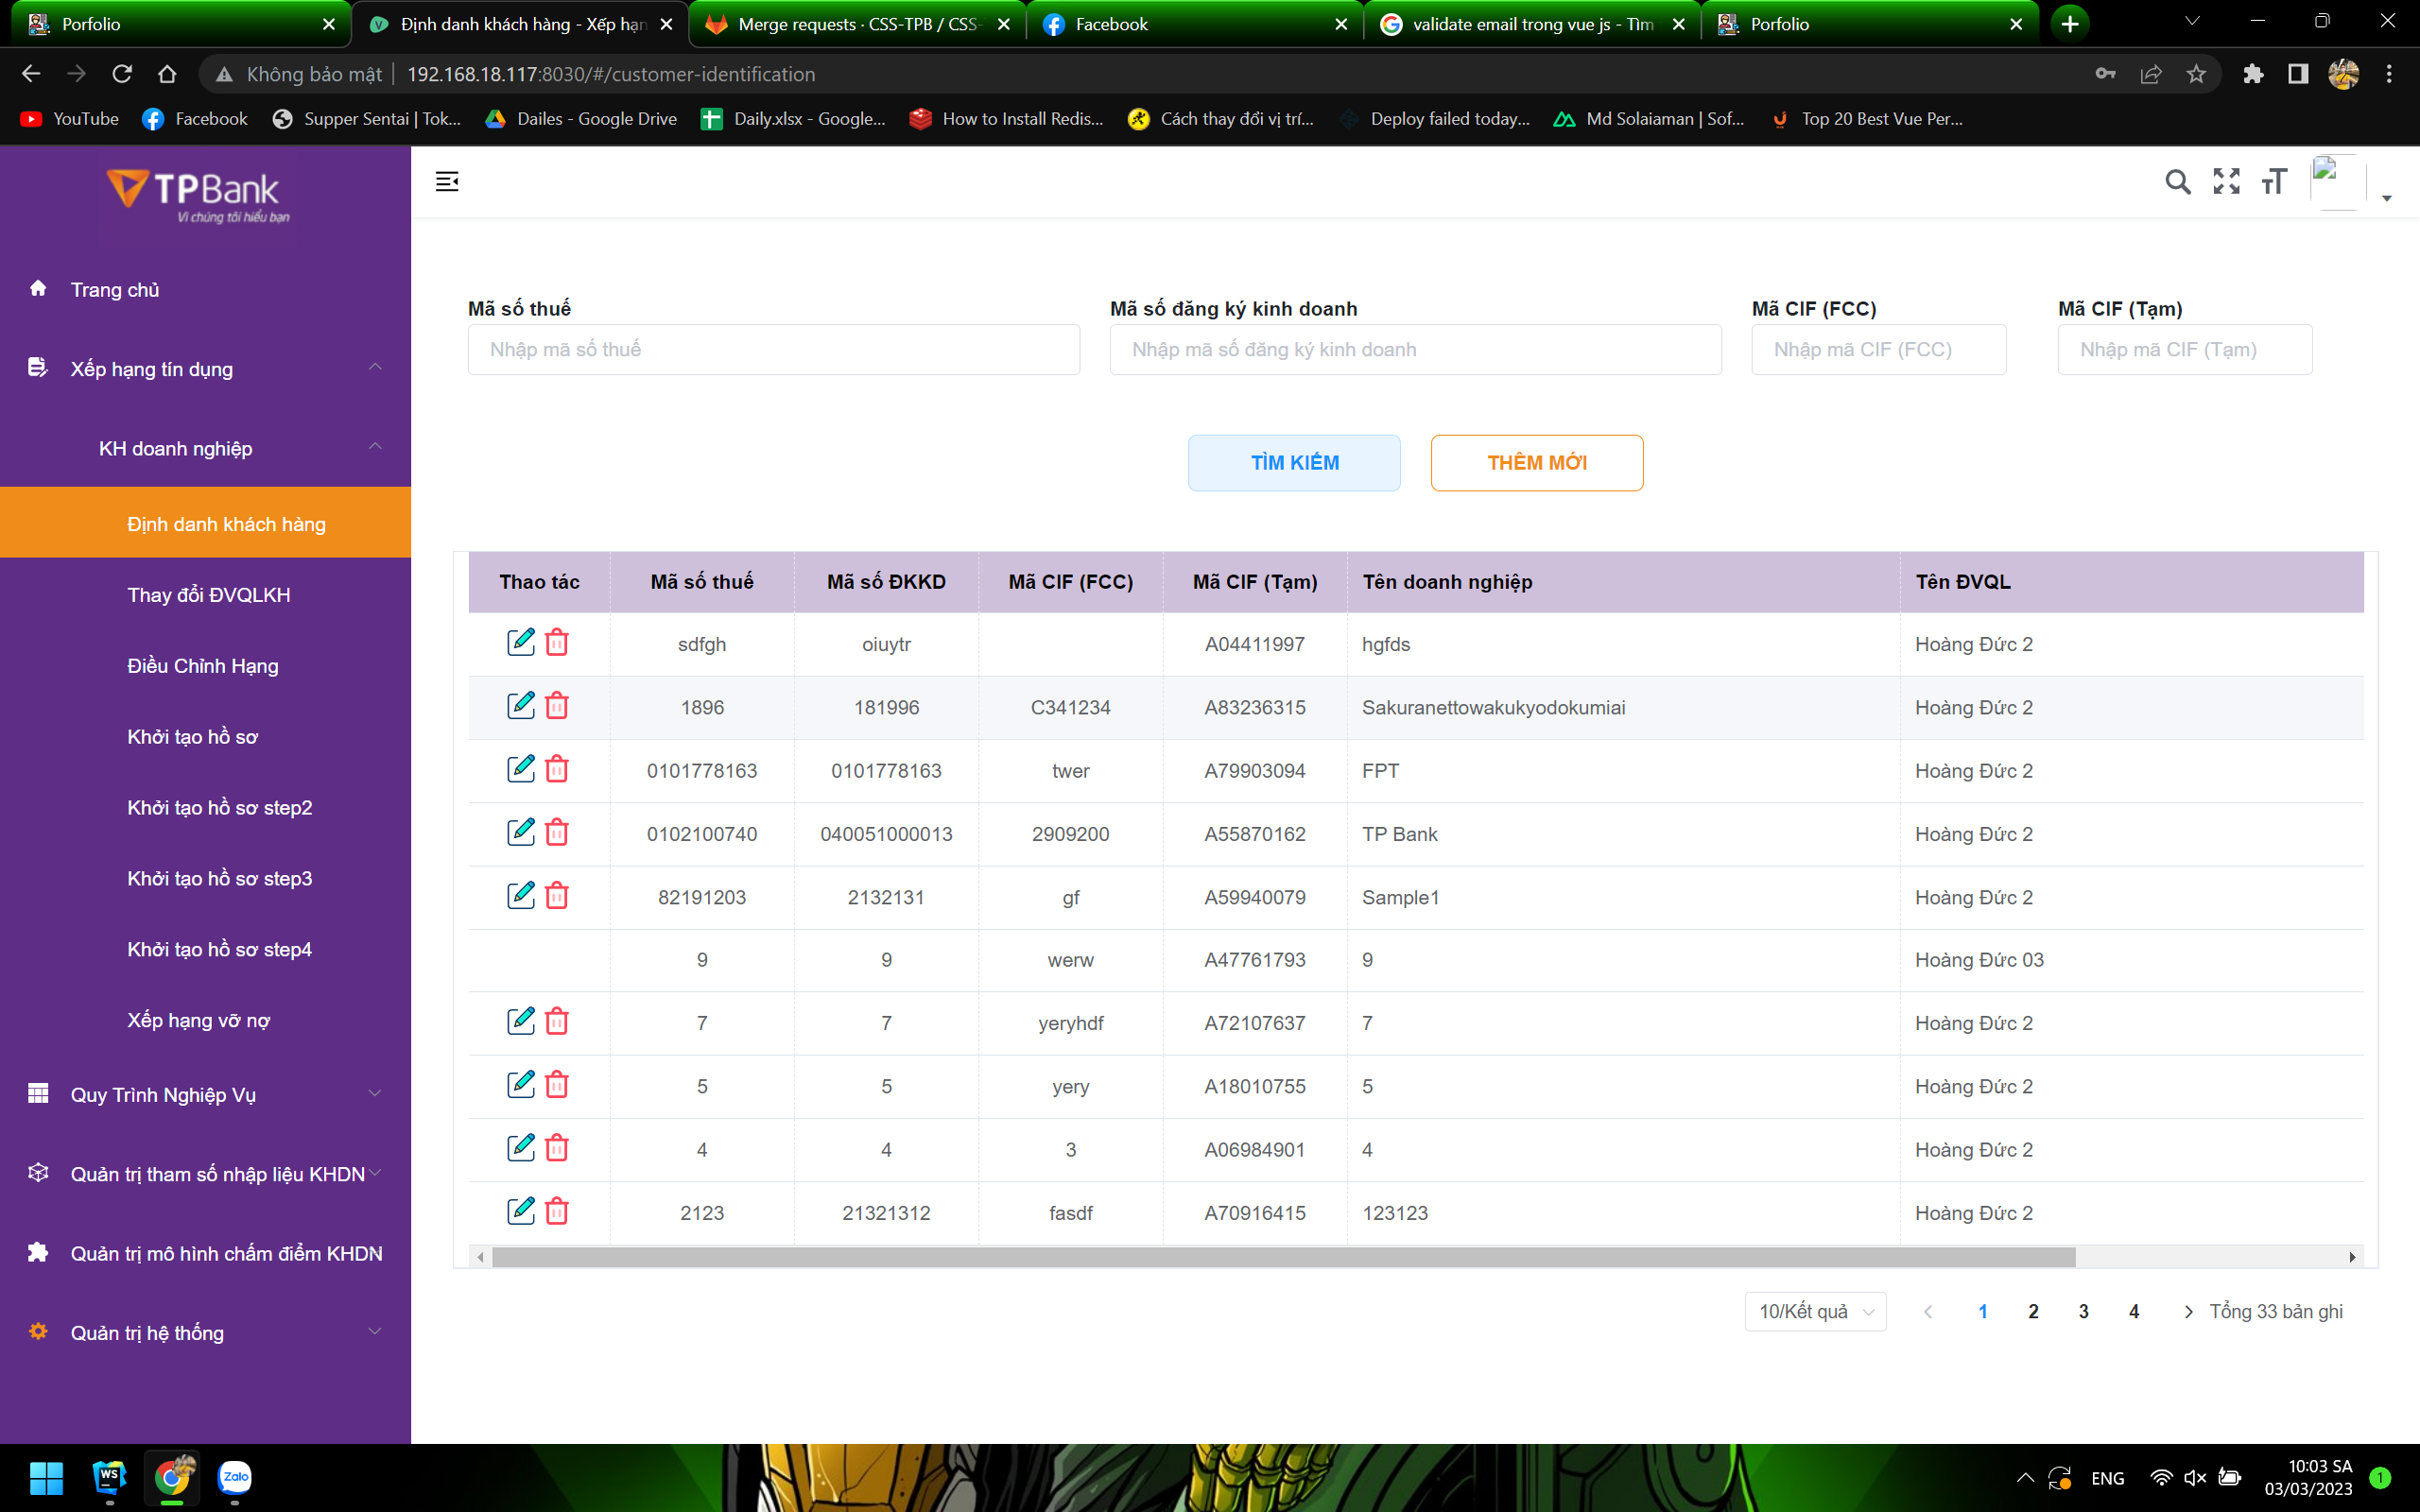 Porfolio
Định danh khách hàng - Xếp hạn
Merge requests · CSS-TPB / CSS-
Facebook
validate email trong vue js - Tìm
Porfolio
Không bảo mật
192.168.18.117:8030/#/customer-identification
YouTube
Facebook
Supper Sentai | Tok...
Dailes - Google Drive
Daily.xlsx - Google...
How to Install Redis...
Cách thay đổi vị trí...
Deploy failed today...
Md Solaiaman | Sof...
Top 20 Best Vue Per...
TPBank
Vì chúng tôi hiểu bạn
Trang chủ
Xếp hạng tín dụng
KH doanh nghiệp
Định danh khách hàng
Thay đổi ĐVQLKH
Điều Chỉnh Hạng
Khởi tạo hồ sơ
Khởi tạo hồ sơ step2
Khởi tạo hồ sơ step3
Khởi tạo hồ sơ step4
Xếp hạng vỡ nợ
Quy Trình Nghiệp Vụ
Quản trị tham số nhập liệu KHDN
Quản trị mô hình chấm điểm KHDN
Quản trị hệ thống
Mã số thuế Mã số đăng ký kinh doanh Mã CIF (FCC) Mã CIF (Tạm)
Nhập mã số thuế Nhập mã số đăng ký kinh doanh Nhập mã CIF (FCC) Nhập mã CIF (Tạm)
TÌM KIẾM THÊM MỚI
Thao tác Mã số thuế Mã số ĐKKD Mã CIF (FCC) Mã CIF (Tạm) Tên doanh nghiệp Tên ĐVQL
sdfgh oiuytr A04411997 hgfds Hoàng Đức 2
1896 181996 C341234 A83236315 Sakuranettowakukyodokumiai Hoàng Đức 2
0101778163 0101778163 twer A79903094 FPT Hoàng Đức 2
0102100740 040051000013 2909200 A55870162 TP Bank Hoàng Đức 2
82191203 2132131 gf A59940079 Sample1 Hoàng Đức 2
9 9 werw A47761793 9 Hoàng Đức 03
7 7 yeryhdf A72107637 7 Hoàng Đức 2
5 5 yery A18010755 5 Hoàng Đức 2
4 4 3 A06984901 4 Hoàng Đức 2
2123 21321312 fasdf A70916415 123123 Hoàng Đức 2
10/Kết quả 1 2 3 4 Tổng 33 bản ghi
WS
Zalo
ENG
10:03 SA
03/03/2023
1